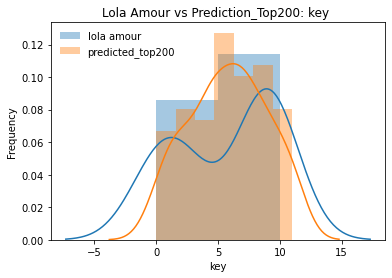 Lola Amour vs Prediction_Top200: key
lola amour
predicted_top200
Frequency
0.12
0.10
0.08
0.06
0.04
0.02
0.00
−5
0
5
10
15
key